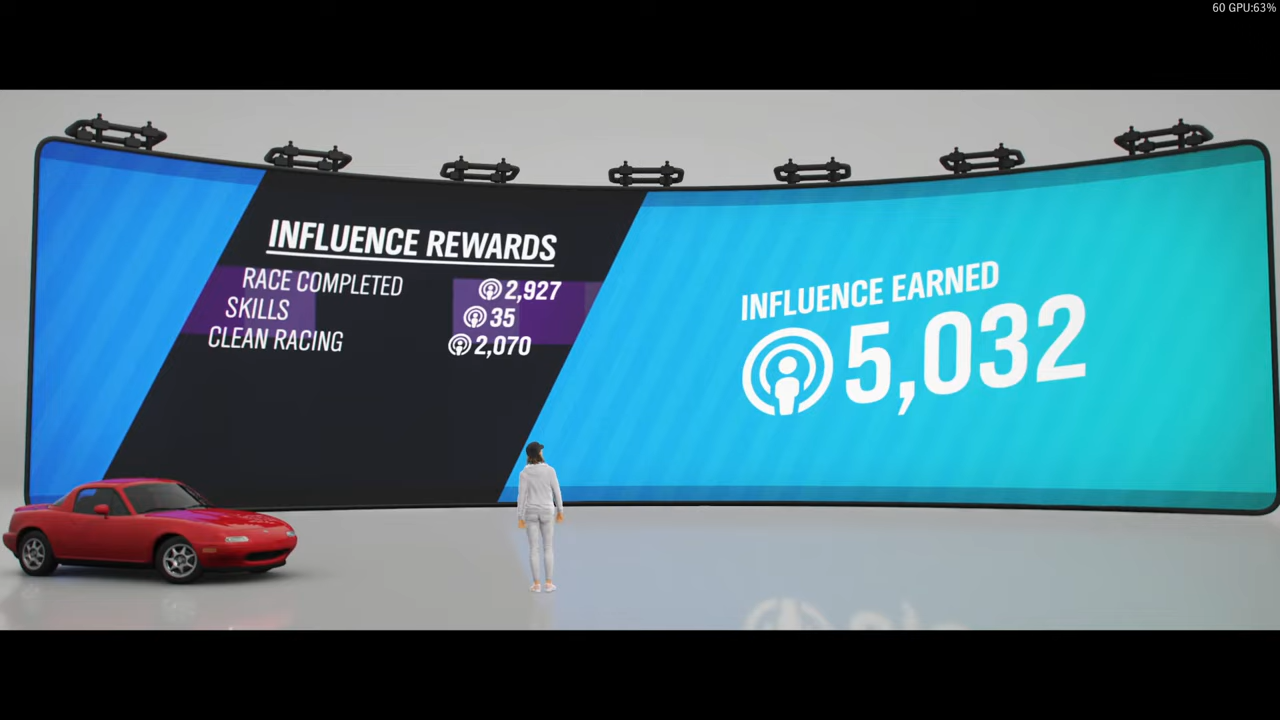 60 GPU:63%
INFLUENCE REWARDS
RACE COMPLETED 2,927
SKILLS 35
CLEAN RACING 2,070
INFLUENCE EARNED
5,032